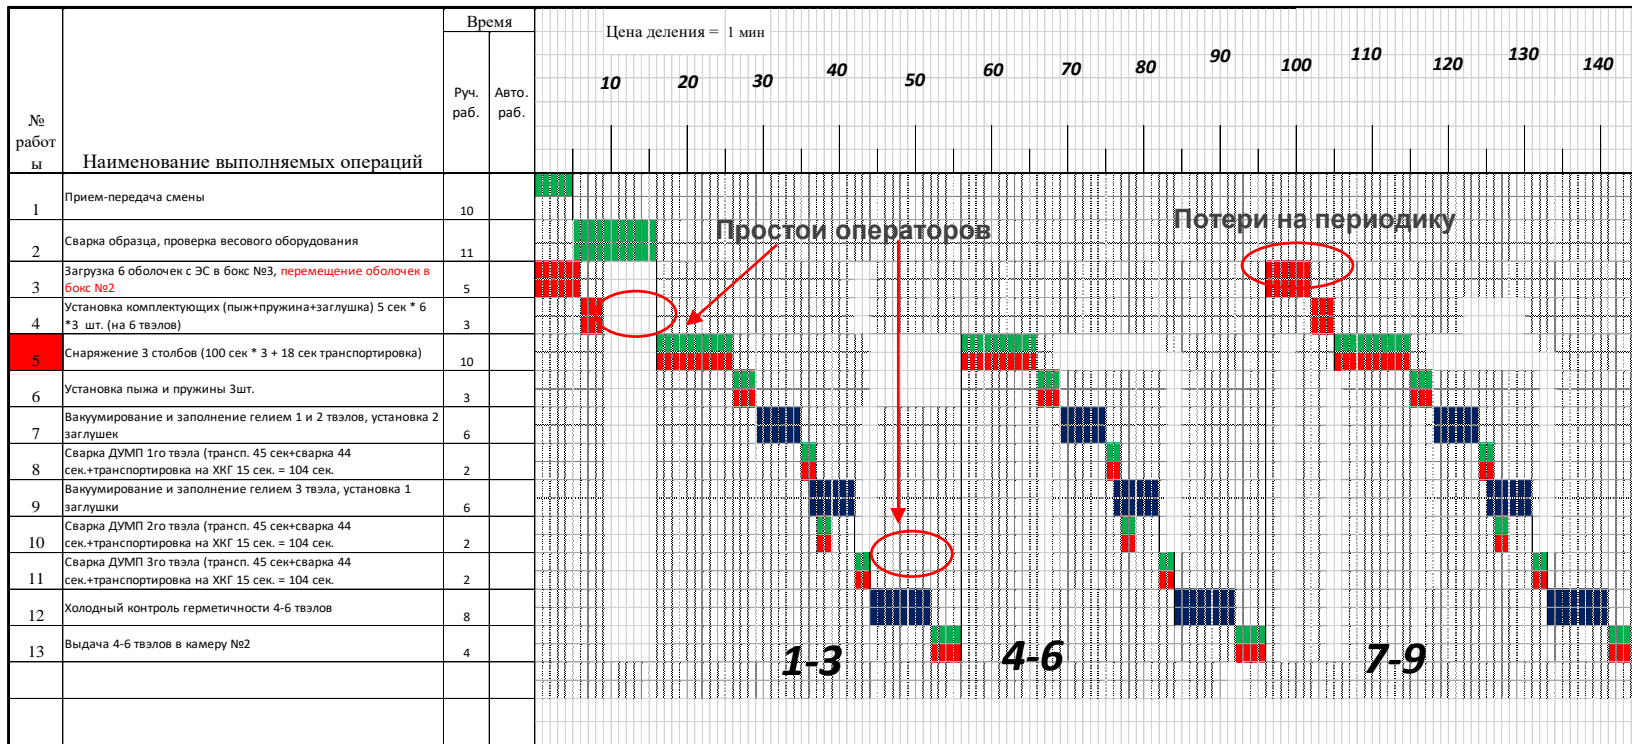 Время
Цена деления = 1 мин
10 20 30 40 50 60 70 80 90 100 110 120 130 140
№
работ
ы
Наименование выполняемых операций
Руч.
раб.
Авто.
раб.
1 Прием-передача смены 10
2 Сварка образца, проверка весового оборудования 11
Простои операторов
Потери на периодику
3 Загрузка 6 оболочек с ЭС в бокс №3, перемещение оболочек в
бокс №2 5
4 Установка комплектующих (пыж+пружина+заглушка) 5 сек * 6
*3 шт. (на 6 твэлов) 3
5 Снаряжение 3 столбов (100 сек * 3 + 18 сек транспортировка) 10
6 Установка пыжа и пружины 3шт. 3
7 Вакуумирование и заполнение гелием 1 и 2 твэлов, установка 2
заглушек 6
8 Сварка ДУМП 1го твэла (трансп. 45 сек+сварка 44
сек.+транспортировка на ХКГ 15 сек. = 104 сек. 2
9 Вакуумирование и заполнение гелием 3 твэла, установка 1
заглушки 6
10 Сварка ДУМП 2го твэла (трансп. 45 сек+сварка 44
сек.+транспортировка на ХКГ 15 сек. = 104 сек. 2
11 Сварка ДУМП 3го твэла (трансп. 45 сек+сварка 44
сек.+транспортировка на ХКГ 15 сек. = 104 сек. 2
12 Холодный контроль герметичности 4-6 твэлов 8
13 Выдача 4-6 твэлов в камеру №2 4
1-3 4-6 7-9